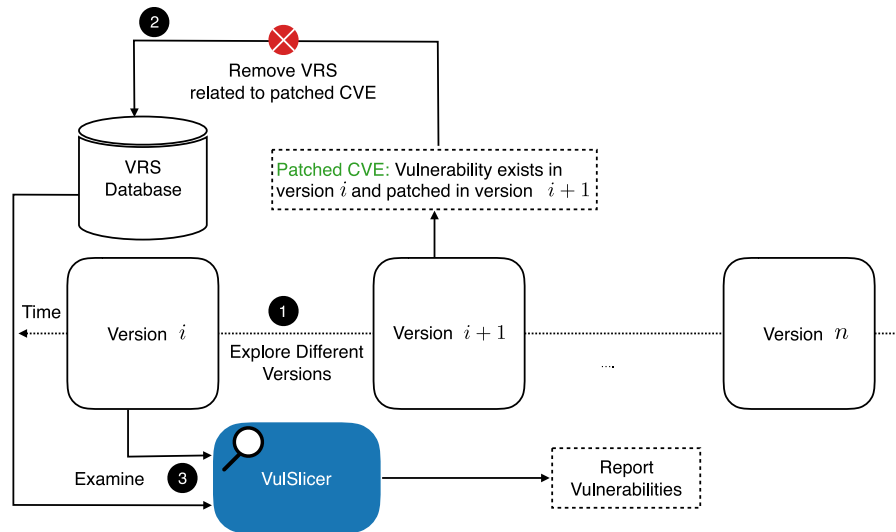 2
Remove VRS
related to patched CVE
VRS
Database
Patched CVE: Vulnerability exists in
version i and patched in version i + 1
Time
1
Version i
Version i + 1
Version n
Explore Different
Versions
....
Examine
3
VulSlicer
Report
Vulnerabilities